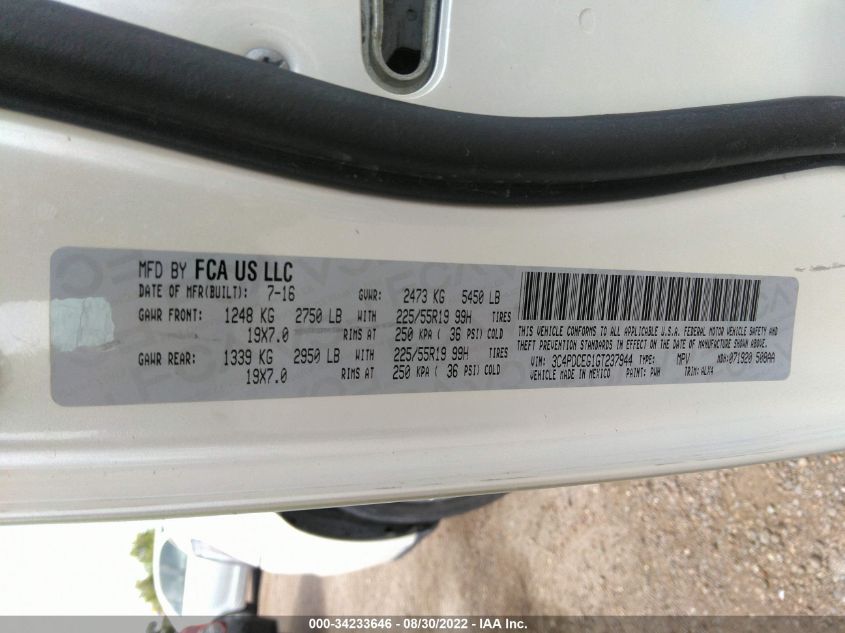 MFD BY FCA US LLC
DATE OF MFR(BUILT): 7-16 GVWR: 2473 KG 5450 LB
GAWR FRONT: 1248 KG 2750 LB WITH 225/55R19 99H TIRES
19X7.0 RIMS AT 250 KPA ( 36 PSI) COLD
GAWR REAR: 1339 KG 2950 LB WITH 225/55R19 99H TIRES
19X7.0 RIMS AT 250 KPA ( 36 PSI) COLD
THIS VEHICLE CONFORMS TO ALL APPLICABLE U.S.A. FEDERAL MOTOR VEHICLE SAFETY AND
THEFT PREVENTION STANDARDS IN EFFECT ON THE DATE OF MANUFACTURE SHOWN ABOVE.
VIN: 3C4PDCEG1GT237944 TYPE: MPV MDH: 071920 508AA
VEHICLE MADE IN MEXICO PAINT: PWH TRIM: ALX4
000-34233646 - 08/30/2022 - IAA Inc.